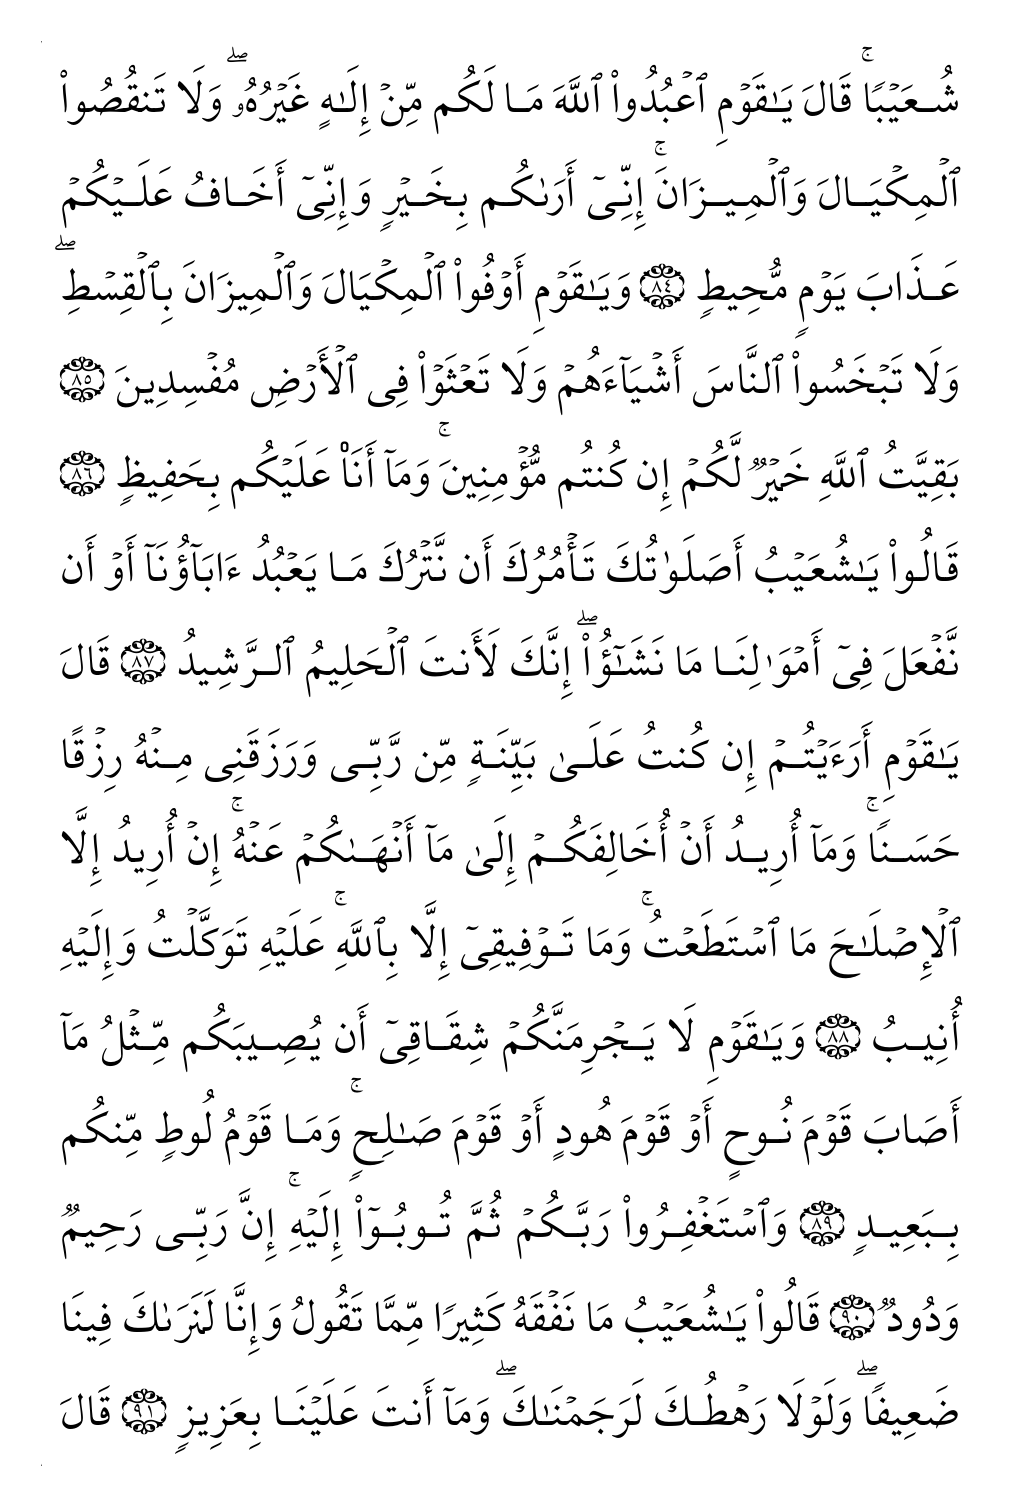 شُعَيۡبٗاۚ قَالَ يَٰقَوۡمِ ٱعۡبُدُواْ ٱللَّهَ مَا لَكُم مِّنۡ إِلَٰهٍ غَيۡرُهُۥۖ وَلَا تَنقُصُواْ
ٱلۡمِكۡيَالَ وَٱلۡمِيزَانَۚ إِنِّيٓ أَرَىٰكُم بِخَيۡرٖ وَإِنِّيٓ أَخَافُ عَلَيۡكُمۡ
عَذَابَ يَوۡمٖ مُّحِيطٖ ٨٤ وَيَٰقَوۡمِ أَوۡفُواْ ٱلۡمِكۡيَالَ وَٱلۡمِيزَانَ بِٱلۡقِسۡطِۖ
وَلَا تَبۡخَسُواْ ٱلنَّاسَ أَشۡيَآءَهُمۡ وَلَا تَعۡثَوۡاْ فِي ٱلۡأَرۡضِ مُفۡسِدِينَ ٨٥
بَقِيَّتُ ٱللَّهِ خَيۡرٞ لَّكُمۡ إِن كُنتُم مُّؤۡمِنِينَۚ وَمَآ أَنَا۠ عَلَيۡكُم بِحَفِيظٖ ٨٦
قَالُواْ يَٰشُعَيۡبُ أَصَلَوٰتُكَ تَأۡمُرُكَ أَن نَّتۡرُكَ مَا يَعۡبُدُ ءَابَآؤُنَآ أَوۡ أَن
نَّفۡعَلَ فِيٓ أَمۡوَٰلِنَا مَا نَشَٰٓؤُاْۖ إِنَّكَ لَأَنتَ ٱلۡحَلِيمُ ٱلرَّشِيدُ ٨٧ قَالَ
يَٰقَوۡمِ أَرَءَيۡتُمۡ إِن كُنتُ عَلَىٰ بَيِّنَةٖ مِّن رَّبِّي وَرَزَقَنِي مِنۡهُ رِزۡقًا
حَسَنٗاۚ وَمَآ أُرِيدُ أَنۡ أُخَالِفَكُمۡ إِلَىٰ مَآ أَنۡهَىٰكُمۡ عَنۡهُۚ إِنۡ أُرِيدُ إِلَّا
ٱلۡإِصۡلَٰحَ مَا ٱسۡتَطَعۡتُۚ وَمَا تَوۡفِيقِيٓ إِلَّا بِٱللَّهِۚ عَلَيۡهِ تَوَكَّلۡتُ وَإِلَيۡهِ
أُنِيبُ ٨٨ وَيَٰقَوۡمِ لَا يَجۡرِمَنَّكُمۡ شِقَاقِيٓ أَن يُصِيبَكُم مِّثۡلُ مَآ
أَصَابَ قَوۡمَ نُوحٍ أَوۡ قَوۡمَ هُودٍ أَوۡ قَوۡمَ صَٰلِحٖۚ وَمَا قَوۡمُ لُوطٖ مِّنكُم
بِبَعِيدٖ ٨٩ وَٱسۡتَغۡفِرُواْ رَبَّكُمۡ ثُمَّ تُوبُوٓاْ إِلَيۡهِۚ إِنَّ رَبِّي رَحِيمٞ
وَدُودٞ ٩٠ قَالُواْ يَٰشُعَيۡبُ مَا نَفۡقَهُ كَثِيرٗا مِّمَّا تَقُولُ وَإِنَّا لَنَرَىٰكَ فِينَا
ضَعِيفٗاۖ وَلَوۡلَا رَهۡطُكَ لَرَجَمۡنَٰكَۖ وَمَآ أَنتَ عَلَيۡنَا بِعَزِيزٖ ٩١ قَالَ